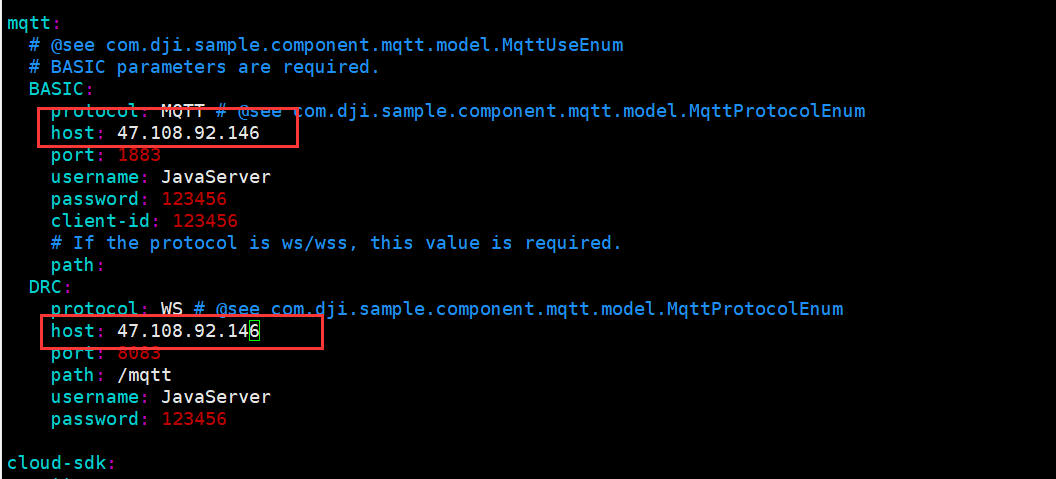 mqtt:
# @see com.dji.sample.component.mqtt.model.MqttUseEnum
# BASIC parameters are required.
BASIC:
protocol: MQTT # @see com.dji.sample.component.mqtt.model.MqttProtocolEnum
host: 47.108.92.146
port: 1883
username: JavaServer
password: 123456
client-id: 123456
# If the protocol is ws/wss, this value is required.
path:
DRC:
protocol: WS # @see com.dji.sample.component.mqtt.model.MqttProtocolEnum
host: 47.108.92.146
port: 8083
path: /mqtt
username: JavaServer
password: 123456
cloud-sdk: